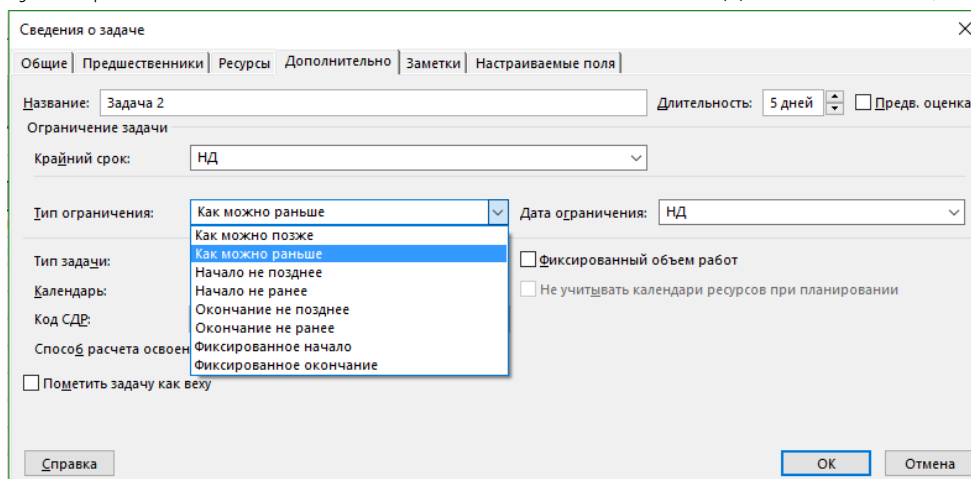 Сведения о задаче
Общие Предшественники Ресурсы Дополнительно Заметки Настраиваемые поля
Название: Задача 2 Длительность: 5 дней Предв. оценка
Ограничение задачи
Крайний срок: НД
Тип ограничения: Как можно раньше Дата ограничения: НД
Как можно позже
Как можно раньше
Начало не позднее
Начало не ранее
Окончание не позднее
Окончание не ранее
Фиксированное начало
Фиксированное окончание
Тип задачи: Фиксированный объем работ
Календарь: Не учитывать календари ресурсов при планировании
Код СДР:
Способ расчета освоен
Пометить задачу как веху
Справка ОК Отмена